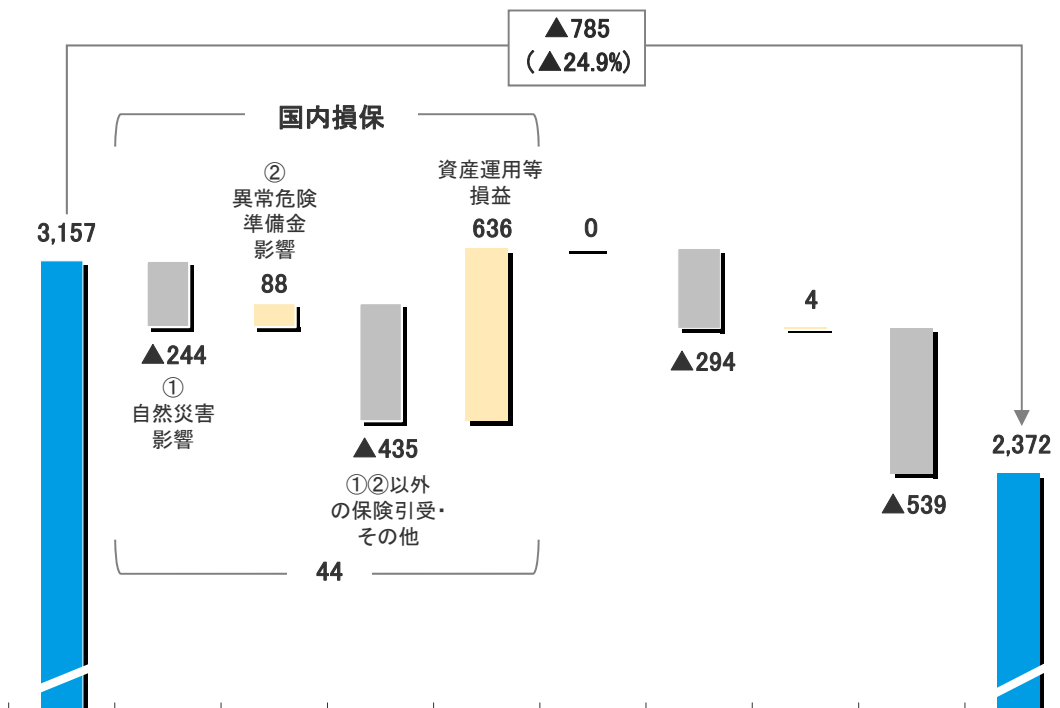 ▲785
(▲24.9%)
国内損保
3,157
▲244
①
自然災害
影響
②
異常危険
準備金
影響
88
▲435
①②以外
の保険引受・
その他
資産運用等
損益
636
44
0
▲294
4
▲539
2,372